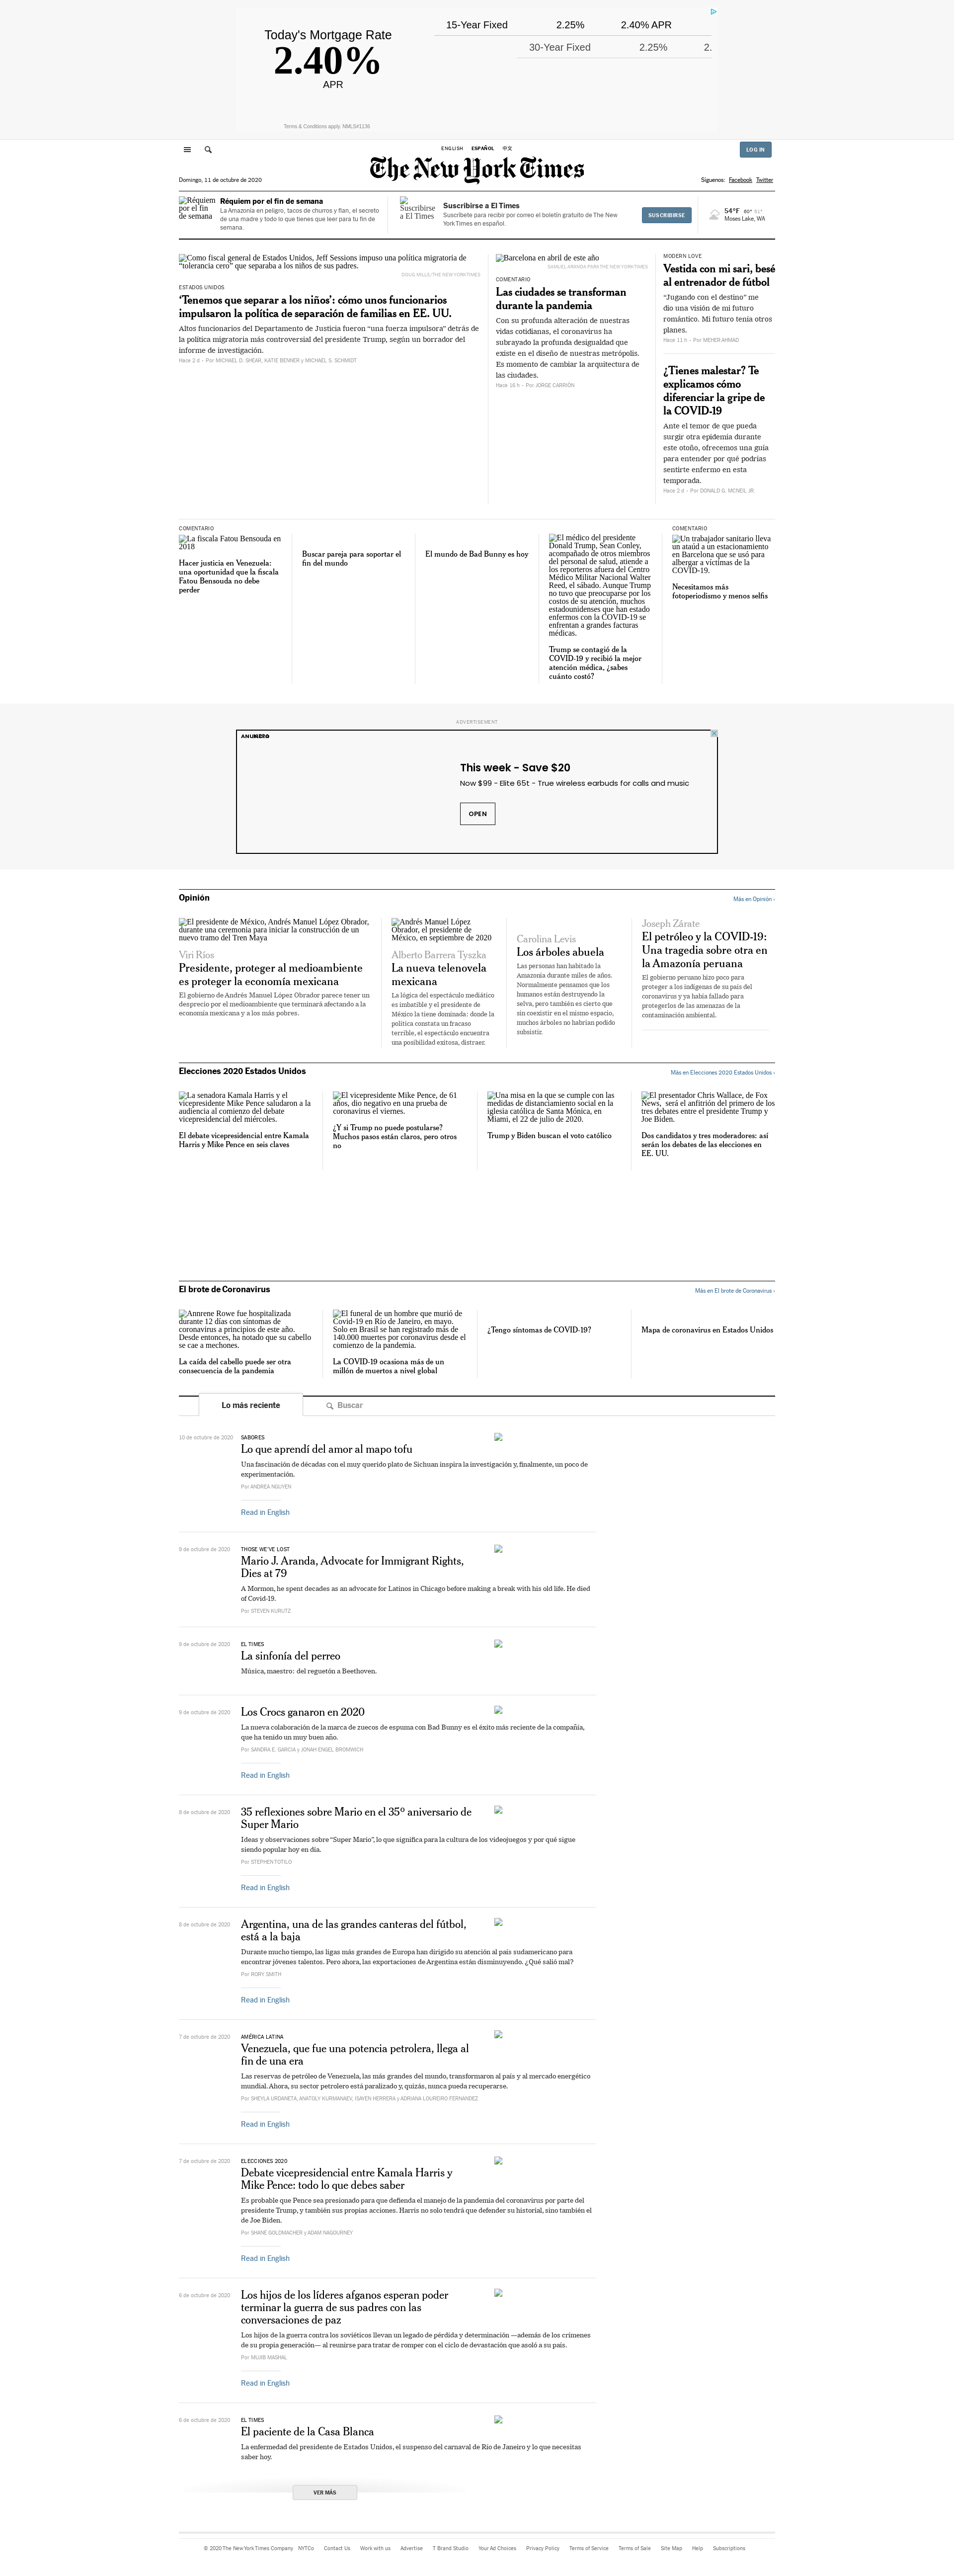 Today's Mortgage Rate
2.40%
APR
15-Year Fixed 2.25% 2.40% APR
30-Year Fixed 2.25% 2.
Terms & Conditions apply. NMLS#1136
ENGLISH ESPAÑOL 中文
LOG IN
The New York Times
Domingo, 11 de octubre de 2020
Síguenos: Facebook Twitter
Réquiem por el fin de semana
Réquiem por el fin de semana
La Amazonía en peligro, tacos de churros y flan, el secreto
de una madre y todo lo que tienes que leer para tu fin de
semana.
Suscribirse a El Times
Suscribirse a El Times
Suscríbete para recibir por correo el boletín gratuito de The New
York Times en español.
SUSCRIBIRSE
54°F 60° 51°
Moses Lake, WA
Como fiscal general de Estados Unidos, Jeff Sessions impuso una política migratoria de
“tolerancia cero” que separaba a los niños de sus padres.
DOUG MILLS/THE NEW YORK TIMES
ESTADOS UNIDOS
‘Tenemos que separar a los niños’: cómo unos funcionarios
impulsaron la política de separación de familias en EE. UU.
Altos funcionarios del Departamento de Justicia fueron “una fuerza impulsora” detrás de
la política migratoria más controversial del presidente Trump, según un borrador del
informe de investigación.
Hace 2 d - Por MICHAEL D. SHEAR, KATIE BENNER y MICHAEL S. SCHMIDT
Barcelona en abril de este año
SAMUEL ARANDA PARA THE NEW YORK TIMES
COMENTARIO
Las ciudades se transforman
durante la pandemia
Con su profunda alteración de nuestras
vidas cotidianas, el coronavirus ha
subrayado la profunda desigualdad que
existe en el diseño de nuestras metrópolis.
Es momento de cambiar la arquitectura de
las ciudades.
Hace 16 h - Por JORGE CARRIÓN
MODERN LOVE
Vestida con mi sari, besé
al entrenador de fútbol
“Jugando con el destino” me
dio una visión de mi futuro
romántico. Mi futuro tenía otros
planes.
Hace 11 h - Por MEHER AHMAD
¿Tienes malestar? Te
explicamos cómo
diferenciar la gripe de
la COVID-19
Ante el temor de que pueda
surgir otra epidemia durante
este otoño, ofrecemos una guía
para entender por qué podrías
sentirte enfermo en esta
temporada.
Hace 2 d - Por DONALD G. MCNEIL JR.
COMENTARIO
La fiscala Fatou Bensouda en
2018
Hacer justicia en Venezuela:
una oportunidad que la fiscala
Fatou Bensouda no debe
perder
Buscar pareja para soportar el
fin del mundo
El mundo de Bad Bunny es hoy
El médico del presidente
Donald Trump, Sean Conley,
acompañado de otros miembros
del personal de salud, atiende a
los reporteros afuera del Centro
Médico Militar Nacional Walter
Reed, el sábado. Aunque Trump
no tuvo que preocuparse por los
costos de su atención, muchos
estadounidenses que han estado
enfermos con la COVID-19 se
enfrentan a grandes facturas
médicas.
Trump se contagió de la
COVID-19 y recibió la mejor
atención médica, ¿sabes
cuánto costó?
COMENTARIO
Un trabajador sanitario lleva
un ataúd a un estacionamiento
en Barcelona que se usó para
albergar a víctimas de la
COVID-19.
Necesitamos más
fotoperiodismo y menos selfis
ADVERTISEMENT
This week - Save $20
Now $99 - Elite 65t - True wireless earbuds for calls and music
OPEN
Opinión
Más en Opinión ›
El presidente de México, Andrés Manuel López Obrador,
durante una ceremonia para iniciar la construcción de un
nuevo tramo del Tren Maya
Viri Ríos
Presidente, proteger al medioambiente
es proteger la economía mexicana
El gobierno de Andrés Manuel López Obrador parece tener un
desprecio por el medioambiente que terminará afectando a la
economía mexicana y a los más pobres.
Andrés Manuel López
Obrador, el presidente de
México, en septiembre de 2020
Alberto Barrera Tyszka
La nueva telenovela
mexicana
La lógica del espectáculo mediático
es imbatible y el presidente de
México la tiene dominada: donde la
política constata un fracaso
terrible, el espectáculo encuentra
una posibilidad exitosa, distraer.
Carolina Levis
Los árboles abuela
Las personas han habitado la
Amazonía durante miles de años.
Normalmente pensamos que los
humanos están destruyendo la
selva, pero también es cierto que
sin coexistir en el mismo espacio,
muchos árboles no habrían podido
subsistir.
Joseph Zárate
El petróleo y la COVID-19:
Una tragedia sobre otra en
la Amazonía peruana
El gobierno peruano hizo poco para
proteger a los indígenas de su país del
coronavirus y ya había fallado para
protegerlos de las amenazas de la
contaminación ambiental.
Elecciones 2020 Estados Unidos
Más en Elecciones 2020 Estados Unidos ›
La senadora Kamala Harris y el
vicepresidente Mike Pence saludaron a la
audiencia al comienzo del debate
vicepresidencial del miércoles.
El debate vicepresidencial entre Kamala
Harris y Mike Pence en seis claves
El vicepresidente Mike Pence, de 61
años, dio negativo en una prueba de
coronavirus el viernes.
¿Y si Trump no puede postularse?
Muchos pasos están claros, pero otros
no
Una misa en la que se cumple con las
medidas de distanciamiento social en la
iglesia católica de Santa Mónica, en
Miami, el 22 de julio de 2020.
Trump y Biden buscan el voto católico
El presentador Chris Wallace, de Fox
News, será el anfitrión del primero de los
tres debates entre el presidente Trump y
Joe Biden.
Dos candidatos y tres moderadores: así
serán los debates de las elecciones en
EE. UU.
El brote de Coronavirus
Más en El brote de Coronavirus ›
Annrene Rowe fue hospitalizada
durante 12 días con síntomas de
coronavirus a principios de este año.
Desde entonces, ha notado que su cabello
se cae a mechones.
La caída del cabello puede ser otra
consecuencia de la pandemia
El funeral de un hombre que murió de
Covid-19 en Río de Janeiro, en mayo.
Solo en Brasil se han registrado más de
140.000 muertes por coronavirus desde el
comienzo de la pandemia.
La COVID-19 ocasiona más de un
millón de muertos a nivel global
¿Tengo síntomas de COVID-19?
Mapa de coronavirus en Estados Unidos
Lo más reciente
Buscar
10 de octubre de 2020
SABORES
Lo que aprendí del amor al mapo tofu
Una fascinación de décadas con el muy querido plato de Sichuan inspira la investigación y, finalmente, un poco de
experimentación.
Por ANDREA NGUYEN
Read in English
9 de octubre de 2020
THOSE WE'VE LOST
Mario J. Aranda, Advocate for Immigrant Rights,
Dies at 79
A Mormon, he spent decades as an advocate for Latinos in Chicago before making a break with his old life. He died
of Covid-19.
Por STEVEN KURUTZ
9 de octubre de 2020
EL TIMES
La sinfonía del perreo
Música, maestro: del reguetón a Beethoven.
9 de octubre de 2020
Los Crocs ganaron en 2020
La nueva colaboración de la marca de zuecos de espuma con Bad Bunny es el éxito más reciente de la compañía,
que ha tenido un muy buen año.
Por SANDRA E. GARCIA y JONAH ENGEL BROMWICH
Read in English
8 de octubre de 2020
35 reflexiones sobre Mario en el 35º aniversario de
Super Mario
Ideas y observaciones sobre “Super Mario”, lo que significa para la cultura de los videojuegos y por qué sigue
siendo popular hoy en día.
Por STEPHEN TOTILO
Read in English
8 de octubre de 2020
Argentina, una de las grandes canteras del fútbol,
está a la baja
Durante mucho tiempo, las ligas más grandes de Europa han dirigido su atención al país sudamericano para
encontrar jóvenes talentos. Pero ahora, las exportaciones de Argentina están disminuyendo. ¿Qué salió mal?
Por RORY SMITH
Read in English
7 de octubre de 2020
AMÉRICA LATINA
Venezuela, que fue una potencia petrolera, llega al
fin de una era
Las reservas de petróleo de Venezuela, las más grandes del mundo, transformaron al país y al mercado energético
mundial. Ahora, su sector petrolero está paralizado y, quizás, nunca pueda recuperarse.
Por SHEYLA URDANETA, ANATOLY KURMANAEV, ISAYEN HERRERA y ADRIANA LOUREIRO FERNANDEZ
Read in English
7 de octubre de 2020
ELECCIONES 2020
Debate vicepresidencial entre Kamala Harris y
Mike Pence: todo lo que debes saber
Es probable que Pence sea presionado para que defienda el manejo de la pandemia del coronavirus por parte del
presidente Trump, y también sus propias acciones. Harris no solo tendrá que defender su historial, sino también el
de Joe Biden.
Por SHANE GOLDMACHER y ADAM NAGOURNEY
Read in English
6 de octubre de 2020
Los hijos de los líderes afganos esperan poder
terminar la guerra de sus padres con las
conversaciones de paz
Los hijos de la guerra contra los soviéticos llevan un legado de pérdida y determinación —además de los crímenes
de su propia generación— al reunirse para tratar de romper con el ciclo de devastación que asoló a su país.
Por MUJIB MASHAL
Read in English
6 de octubre de 2020
EL TIMES
El paciente de la Casa Blanca
La enfermedad del presidente de Estados Unidos, el suspenso del carnaval de Río de Janeiro y lo que necesitas
saber hoy.
VER MÁS
© 2020 The New York Times Company NYTCo Contact Us Work with us Advertise T Brand Studio Your Ad Choices Privacy Policy Terms of Service Terms of Sale Site Map Help Subscriptions